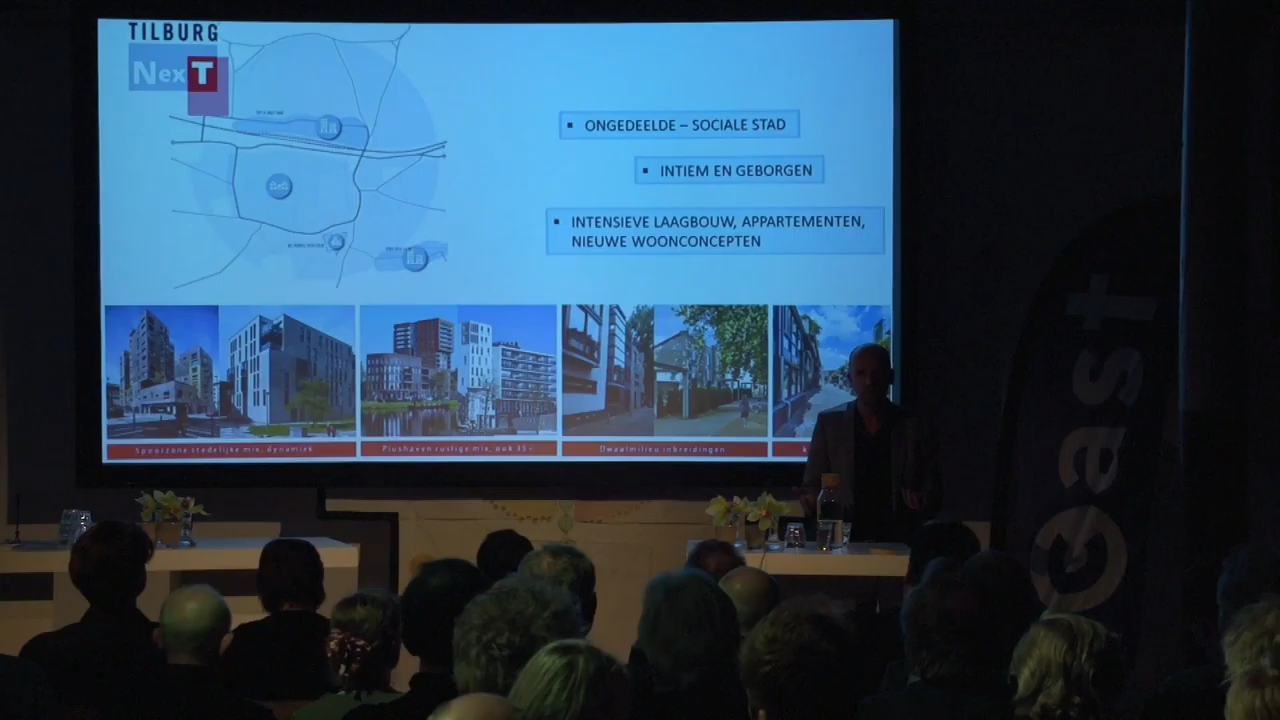 TILBURG
NexT
▪ ONGEDEELDE – SOCIALE STAD
▪ INTIEM EN GEBORGEN
▪ INTENSIEVE LAAGBOUW, APPARTEMENTEN,
NIEUWE WOONCONCEPTEN
Spoorzone stedelijke mix, dynamiek
Piushaven rustige mix, ook 35+
Dwaalmilieu inbreidingen
east